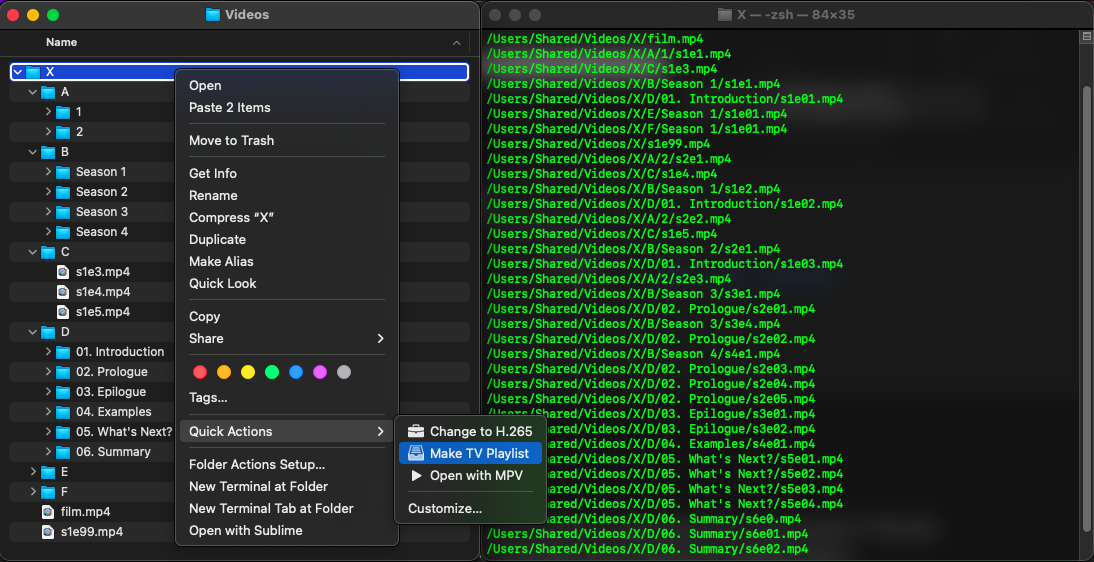 Videos
Name
X
A
1
2
B
Season 1
Season 2
Season 3
Season 4
C
s1e3.mp4
s1e4.mp4
s1e5.mp4
D
01. Introduction
02. Prologue
03. Epilogue
04. Examples
05. What's Next?
06. Summary
E
F
film.mp4
s1e99.mp4
Open
Paste 2 Items
Move to Trash
Get Info
Rename
Compress “X”
Duplicate
Make Alias
Quick Look
Copy
Share
Tags...
Quick Actions
Folder Actions Setup...
New Terminal at Folder
New Terminal Tab at Folder
Open with Sublime
Change to H.265
Make TV Playlist
Open with MPV
Customize...
X — -zsh — 84×35
/Users/Shared/Videos/X/film.mp4
/Users/Shared/Videos/X/A/1/s1e1.mp4
/Users/Shared/Videos/X/C/s1e3.mp4
/Users/Shared/Videos/X/B/Season 1/s1e1.mp4
/Users/Shared/Videos/X/D/01. Introduction/s1e01.mp4
/Users/Shared/Videos/X/E/Season 1/s1e01.mp4
/Users/Shared/Videos/X/F/Season 1/s1e01.mp4
/Users/Shared/Videos/X/s1e99.mp4
/Users/Shared/Videos/X/A/2/s2e1.mp4
/Users/Shared/Videos/X/C/s1e4.mp4
/Users/Shared/Videos/X/B/Season 1/s1e2.mp4
/Users/Shared/Videos/X/D/01. Introduction/s1e02.mp4
/Users/Shared/Videos/X/A/2/s2e2.mp4
/Users/Shared/Videos/X/C/s1e5.mp4
/Users/Shared/Videos/X/B/Season 2/s2e1.mp4
/Users/Shared/Videos/X/D/01. Introduction/s1e03.mp4
/Users/Shared/Videos/X/A/2/s2e3.mp4
/Users/Shared/Videos/X/B/Season 3/s3e1.mp4
/Users/Shared/Videos/X/D/02. Prologue/s2e01.mp4
/Users/Shared/Videos/X/B/Season 3/s3e4.mp4
/Users/Shared/Videos/X/D/02. Prologue/s2e02.mp4
/Users/Shared/Videos/X/B/Season 4/s4e1.mp4
/Users/Shared/Videos/X/D/02. Prologue/s2e03.mp4
/Users/Shared/Videos/X/D/02. Prologue/s2e04.mp4
/Users/Shared/Videos/X/D/02. Prologue/s2e05.mp4
/Users/Shared/Videos/X/D/03. Epilogue/s3e01.mp4
/Users/Shared/Videos/X/D/03. Epilogue/s3e02.mp4
/Users/Shared/Videos/X/D/04. Examples/s4e01.mp4
/Users/Shared/Videos/X/D/05. What's Next?/s5e01.mp4
/Users/Shared/Videos/X/D/05. What's Next?/s5e02.mp4
/Users/Shared/Videos/X/D/05. What's Next?/s5e03.mp4
/Users/Shared/Videos/X/D/05. What's Next?/s5e04.mp4
/Users/Shared/Videos/X/D/06. Summary/s6e0.mp4
/Users/Shared/Videos/X/D/06. Summary/s6e01.mp4
/Users/Shared/Videos/X/D/06. Summary/s6e02.mp4